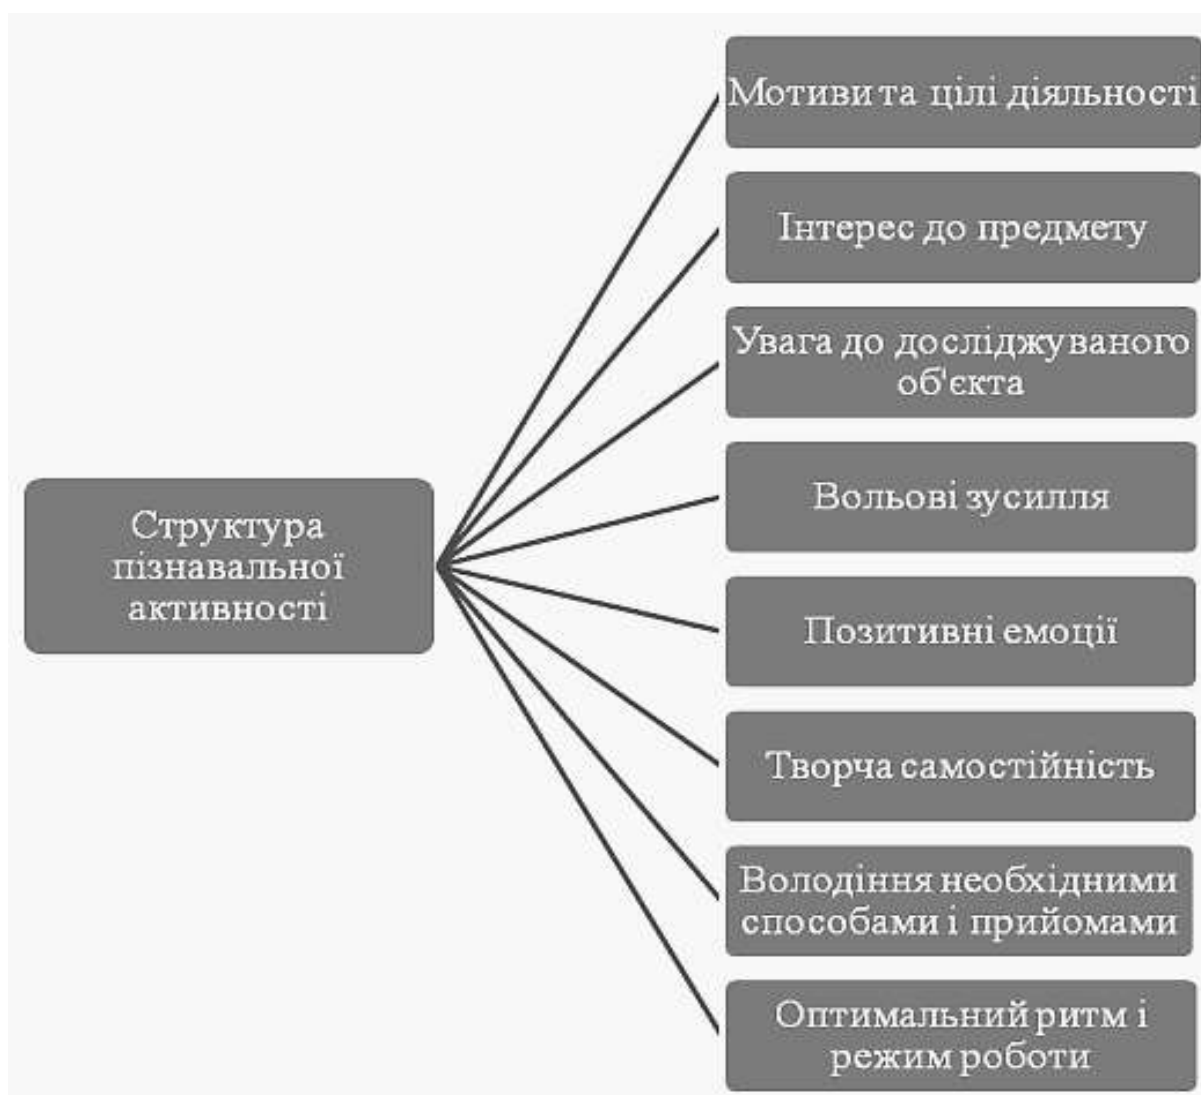 Структура
пізнавальної
активності
Мотиви та цілі діяльності
Інтерес до предмету
Увага до досліджуваного
об'єкта
Вольові зусилля
Позитивні емоції
Творча самостійність
Володіння необхідними
способами і прийомами
Оптимальний ритм і
режим роботи